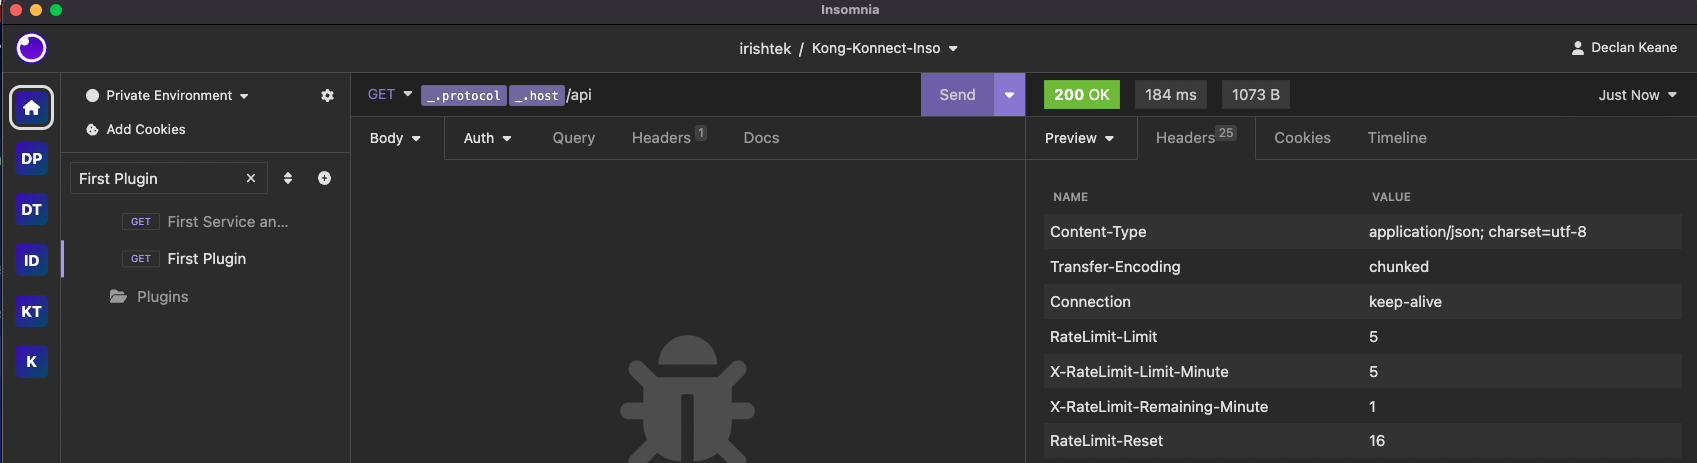 Insomnia
irishtek / Kong-Konnect-Inso
Declan Keane
Private Environment
Add Cookies
First Plugin
GET First Service an...
GET First Plugin
Plugins
DP
DT
ID
KT
K
GET _.protocol _.host /api
Send
Body Auth Query Headers 1 Docs
200 OK 184 ms 1073 B Just Now
Preview Headers 25 Cookies Timeline
NAME VALUE
Content-Type application/json; charset=utf-8
Transfer-Encoding chunked
Connection keep-alive
RateLimit-Limit 5
X-RateLimit-Limit-Minute 5
X-RateLimit-Remaining-Minute 1
RateLimit-Reset 16